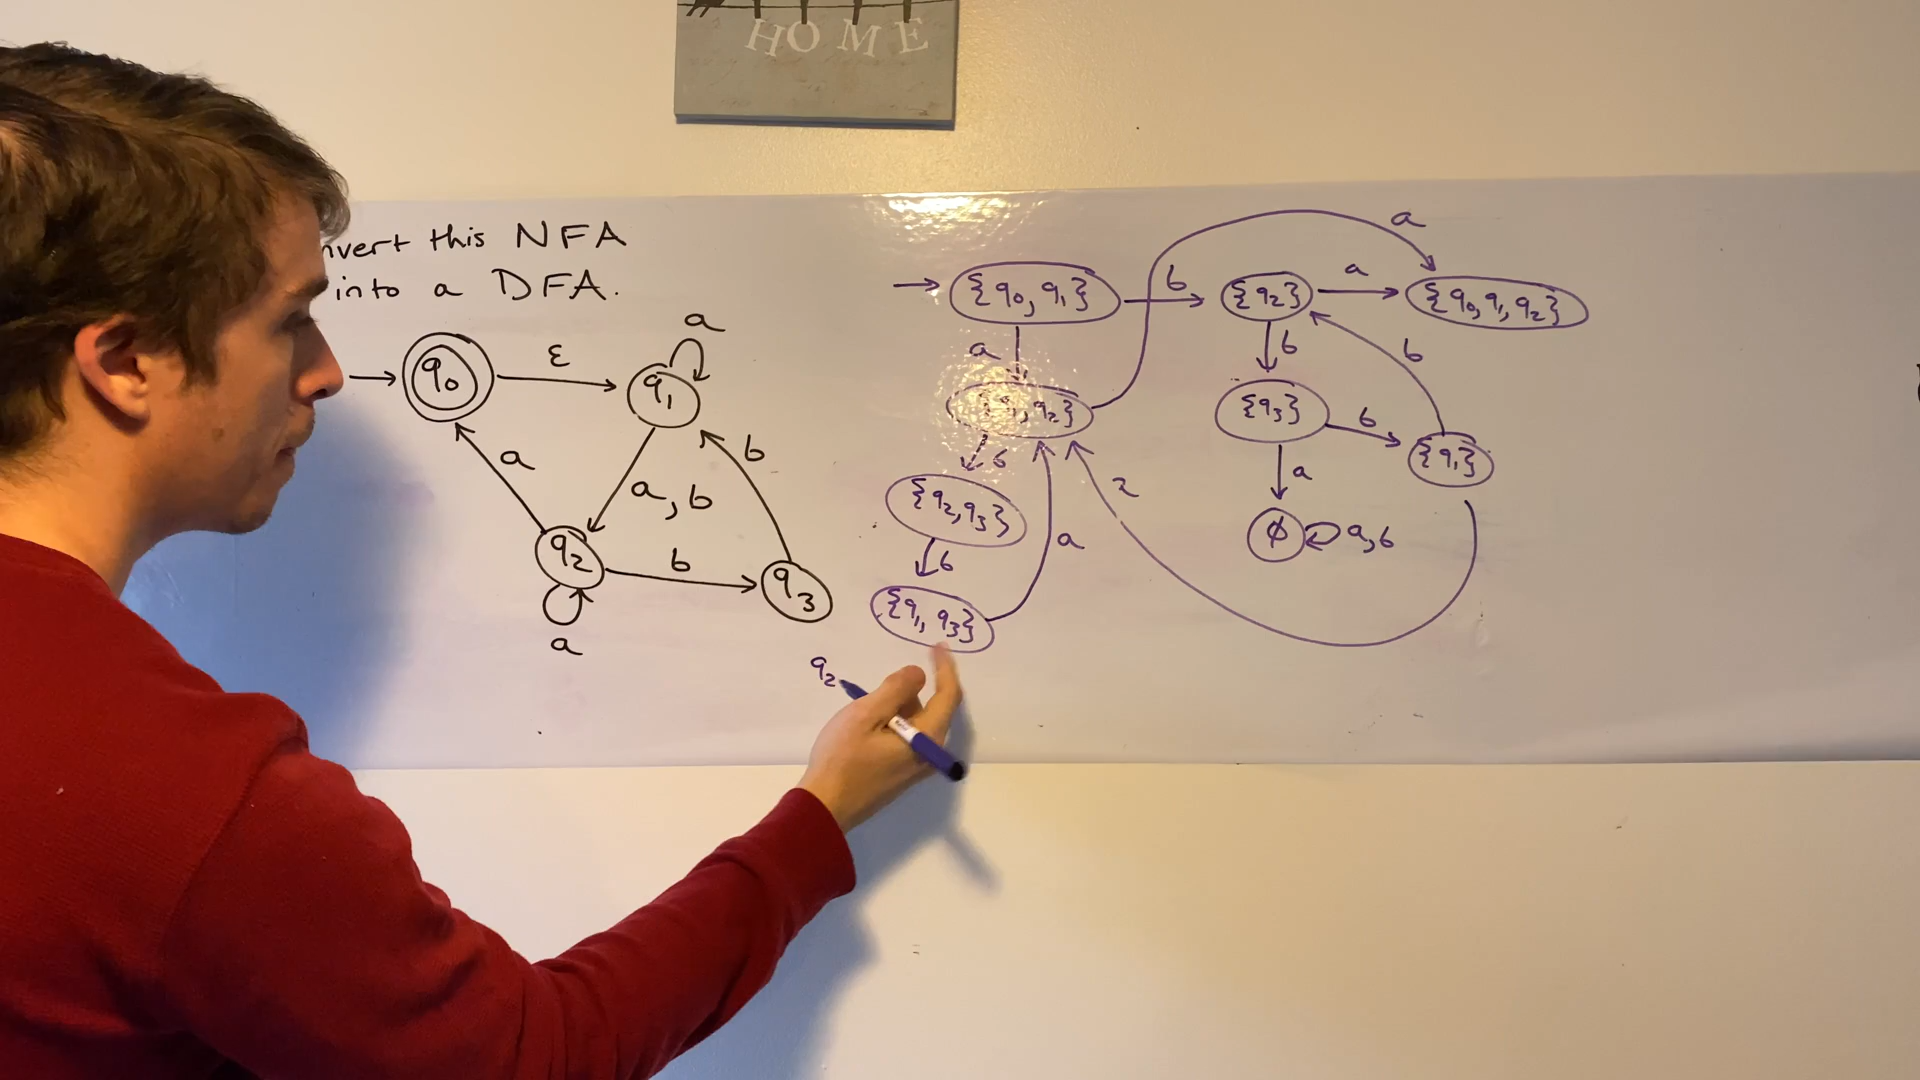 HOME
nvert this NFA
into a DFA.
q0
ε
q1
a
a
a, b
b
q2
b
q3
a
{q0, q1}
b
{q2}
a
{q0, q1, q2}
a
a
{q1, q2}
b
{q3}
b
{q1}
b
b
{q2, q3}
a
a
a
ϕ
a,b
b
{q1, q3}
q2